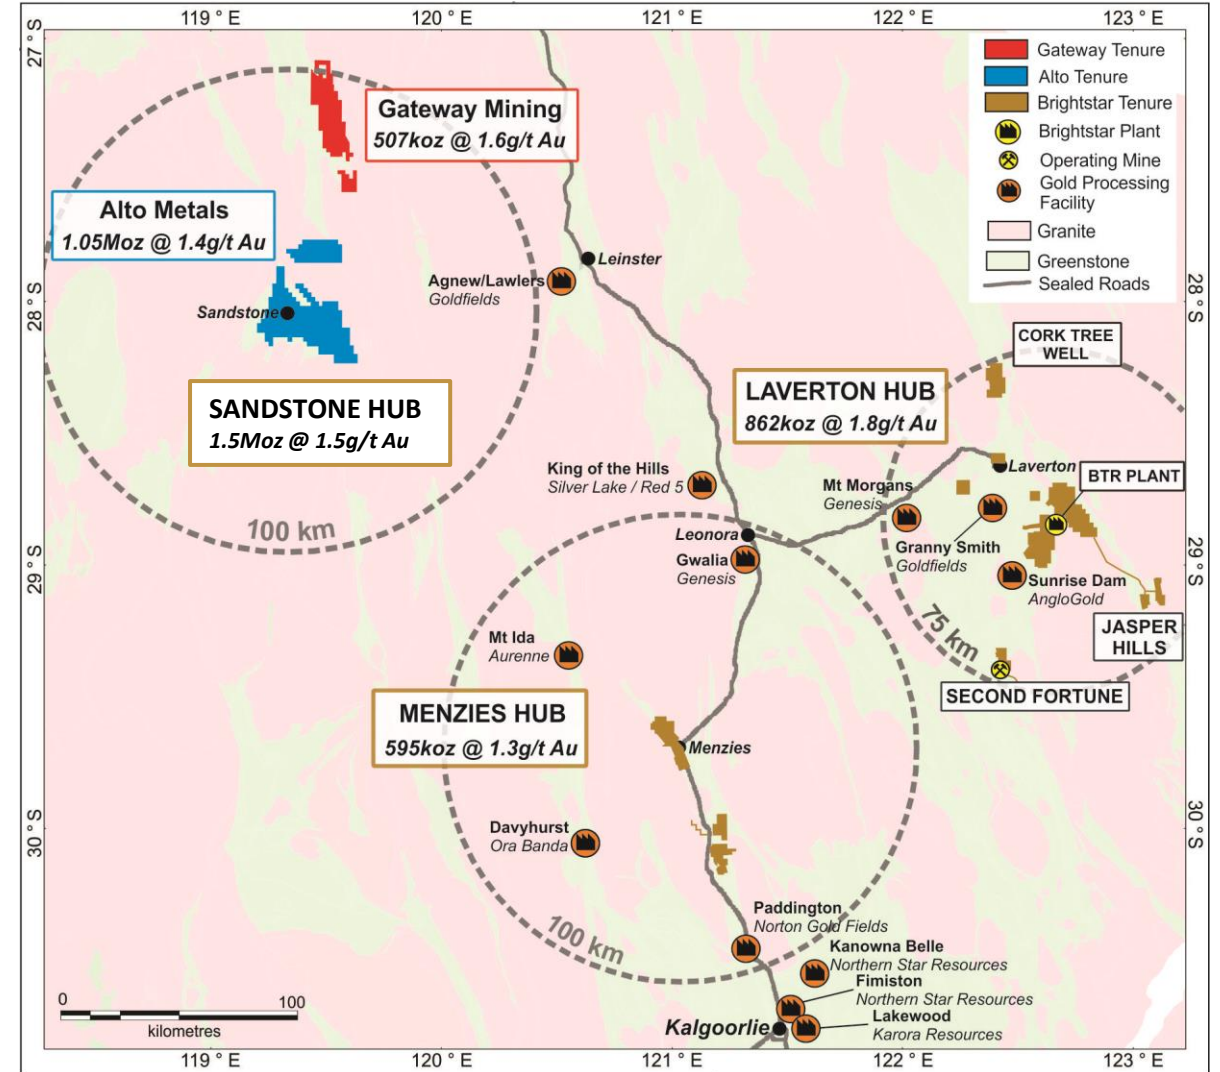 119 ° E
120 ° E
121 ° E
122 ° E
123 ° E
27° S
28° S
29° S
30° S
28° S
29° S
30° S
Gateway Tenure
Alto Tenure
Brightstar Tenure
Brightstar Plant
Operating Mine
Gold Processing
Facility
Granite
Greenstone
Sealed Roads
Gateway Mining
507koz @ 1.6g/t Au
Alto Metals
1.05Moz @ 1.4g/t Au
Leinster
Agnew/Lawlers
Goldfields
Sandstone
SANDSTONE HUB
1.5Moz @ 1.5g/t Au
100 km
CORK TREE
WELL
LAVERTON HUB
862koz @ 1.8g/t Au
Laverton
BTR PLANT
King of the Hills
Silver Lake / Red 5
Mt Morgans
Genesis
Leonora
Granny Smith
Goldfields
Gwalia
Genesis
Sunrise Dam
AngloGold
75 km
JASPER
HILLS
Mt Ida
Aurenne
SECOND FORTUNE
MENZIES HUB
595koz @ 1.3g/t Au
Menzies
Davyhurst
Ora Banda
100 km
Paddington
Norton Gold Fields
Kanowna Belle
Northern Star Resources
Fimiston
Northern Star Resources
Lakewood
Karora Resources
Kalgoorlie
0
100
kilometres
119 ° E
120 ° E
121 ° E
122 ° E
123 ° E